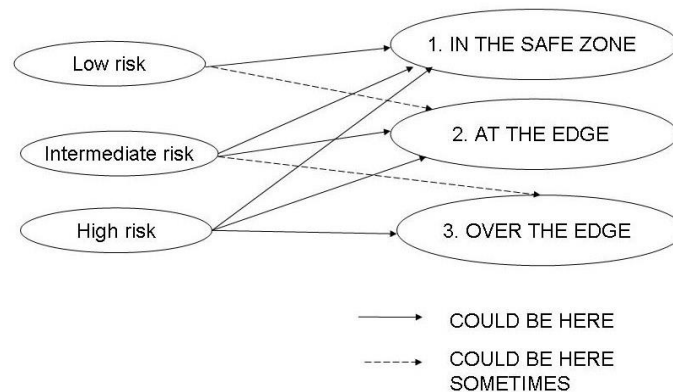 Low risk
Intermediate risk
High risk
1. IN THE SAFE ZONE
2. AT THE EDGE
3. OVER THE EDGE
COULD BE HERE
COULD BE HERE
SOMETIMES